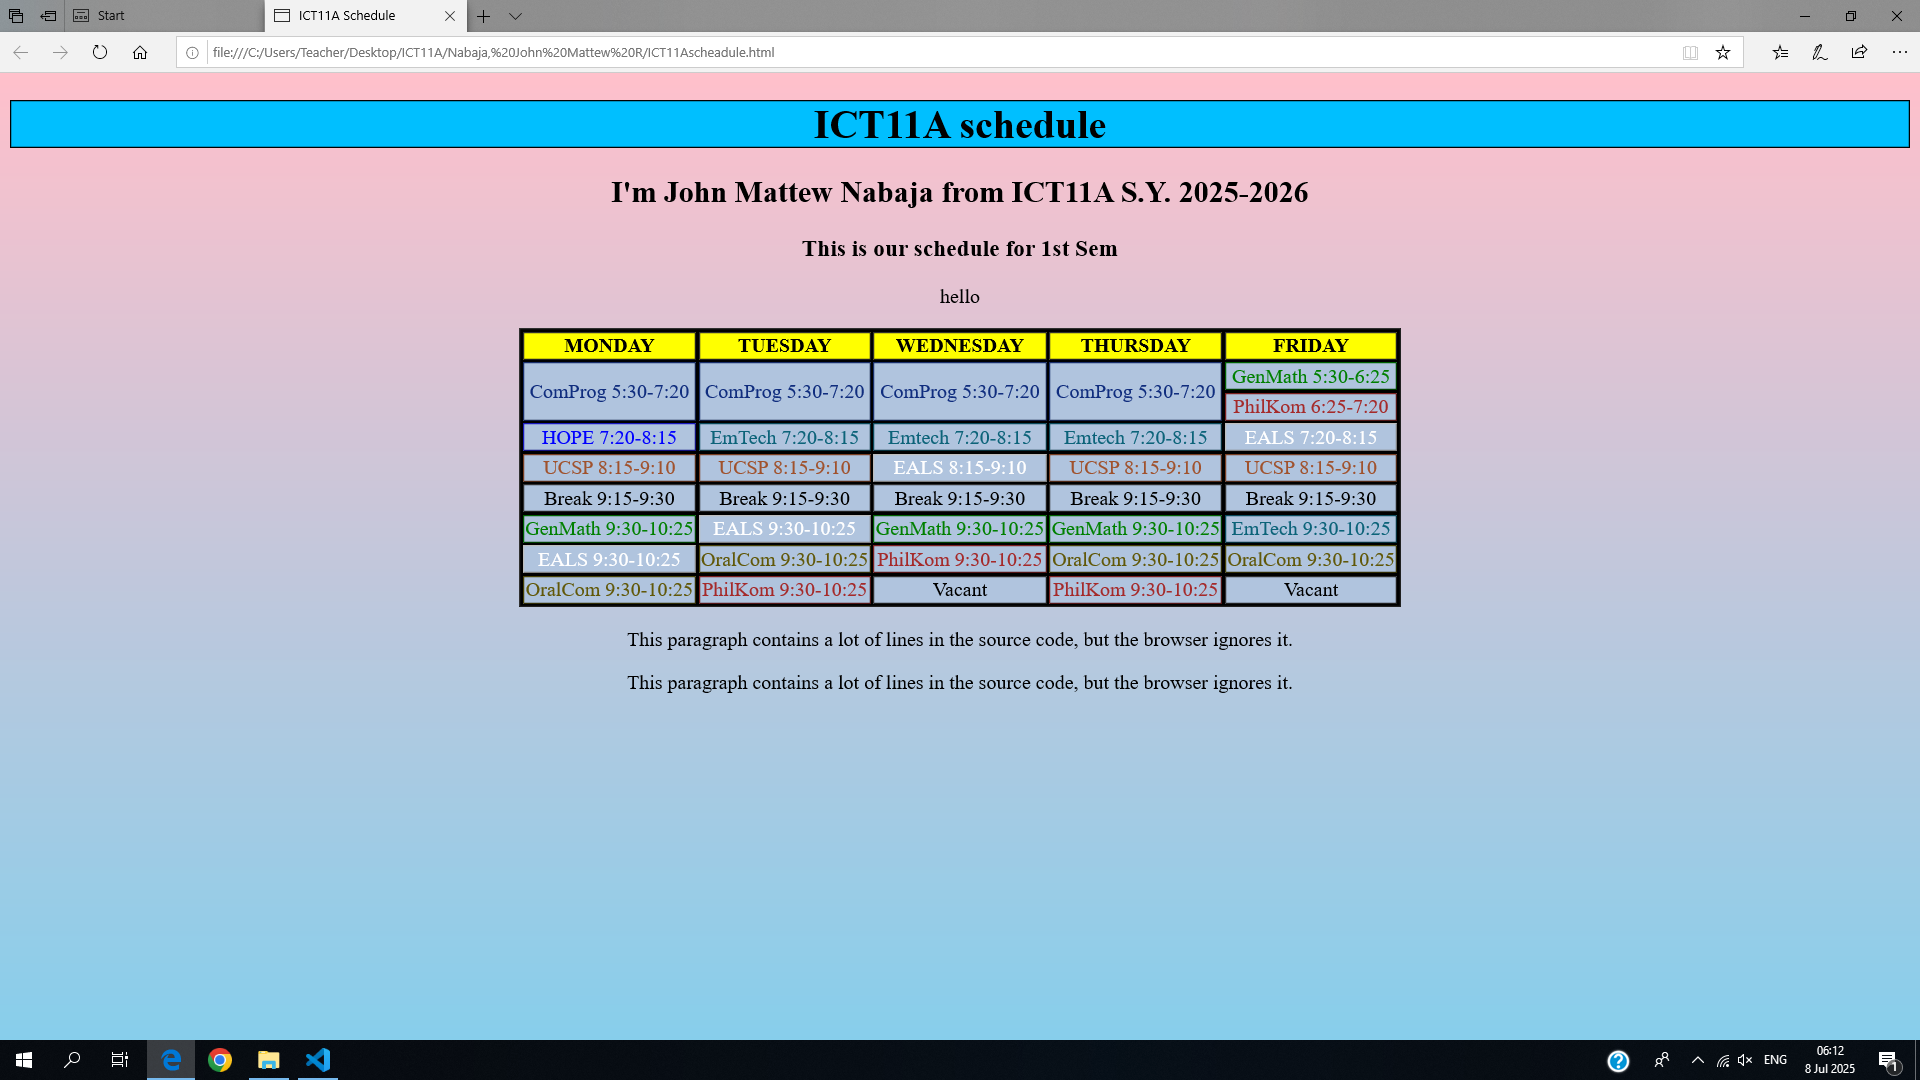 Start
ICT11A Schedule
file:///C:/Users/Teacher/Desktop/ICT11A/Nabaja,%20John%20Mattew%20R/ICT11Ascheadule.html
ICT11A schedule
I'm John Mattew Nabaja from ICT11A S.Y. 2025-2026
This is our schedule for 1st Sem
hello
MONDAY TUESDAY WEDNESDAY THURSDAY FRIDAY
ComProg 5:30-7:20 ComProg 5:30-7:20 ComProg 5:30-7:20 ComProg 5:30-7:20 GenMath 5:30-6:25
PhilKom 6:25-7:20
HOPE 7:20-8:15 EmTech 7:20-8:15 Emtech 7:20-8:15 Emtech 7:20-8:15 EALS 7:20-8:15
UCSP 8:15-9:10 UCSP 8:15-9:10 EALS 8:15-9:10 UCSP 8:15-9:10 UCSP 8:15-9:10
Break 9:15-9:30 Break 9:15-9:30 Break 9:15-9:30 Break 9:15-9:30 Break 9:15-9:30
GenMath 9:30-10:25 EALS 9:30-10:25 GenMath 9:30-10:25 GenMath 9:30-10:25 EmTech 9:30-10:25
EALS 9:30-10:25 OralCom 9:30-10:25 PhilKom 9:30-10:25 OralCom 9:30-10:25 OralCom 9:30-10:25
OralCom 9:30-10:25 PhilKom 9:30-10:25 Vacant PhilKom 9:30-10:25 Vacant
This paragraph contains a lot of lines in the source code, but the browser ignores it.
This paragraph contains a lot of lines in the source code, but the browser ignores it.
ENG
06:12
8 Jul 2025
1